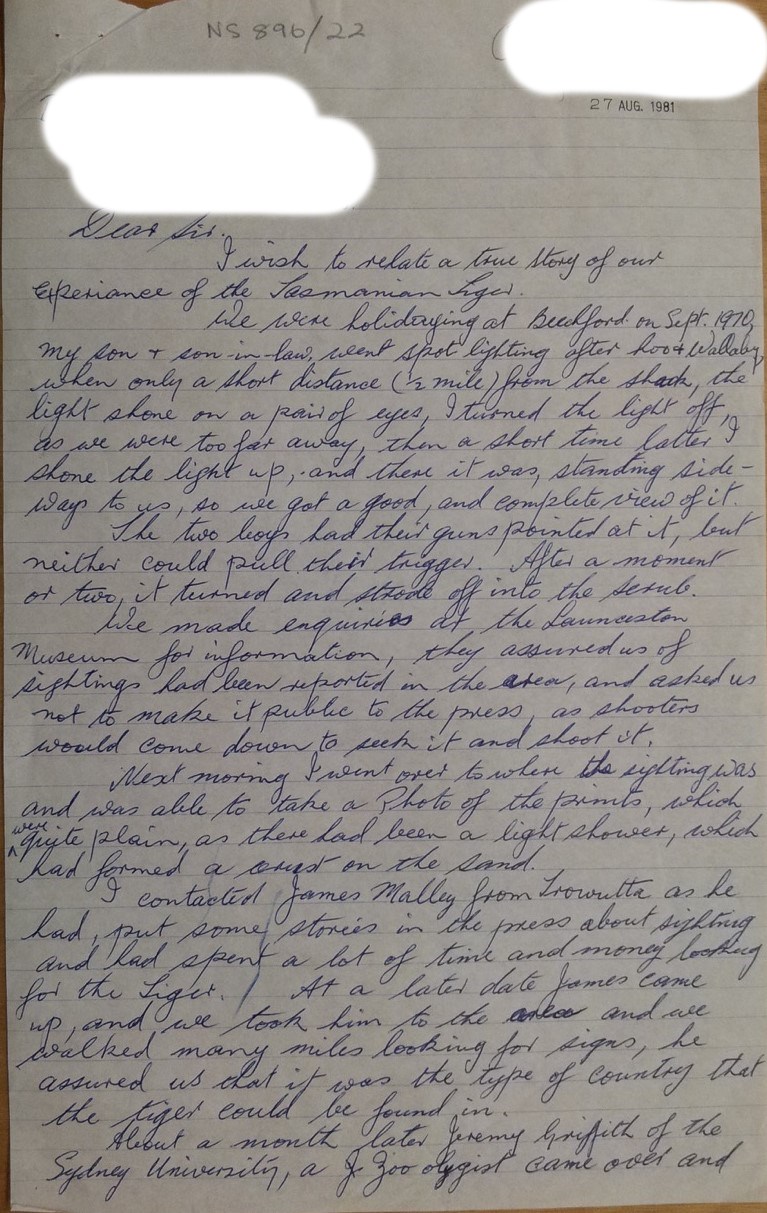 NS 896/22
27 AUG. 1981
Dear Sir.
I wish to relate a true story of our
Experiance of the Tasmanian Tiger.
We were holidaying at Beechford on Sept. 1970,
my son + son-in-law, went spot lighting after Roo + Wallaby,
when only a short distance (½ mile) from the shack, the
light shone on a pair of eyes, I turned the light off,
as we were too far away, then a short time latter I
shone the light up, and there it was, standing side-
ways to us, so we got a good, and complete view of it.
The two boys had their guns pointed at it, but
neither could pull their trigger. After a moment
or two, it turned and strode off into the scrub.
We made enquiries at the Launceston
Museum for information, they assured us of
sightings had been reported in the area, and asked us
not to make it public to the press, as shooters
would come down to seek it and shoot it.
Next morning I went over to where the sighting was
and was able to take a Photo of the prints, which
were
^quite plain, as there had been a light shower, which
had formed a crust on the sand.
I contacted James Malley from Trowutta as he
had, put some stories in the press about sighting
and had spent a lot of time and money looking
for the Tiger. / At a later date James came
up, and, we took him to the area and we
walked many miles looking for signs, he
assured us that it was the type of country that
the tiger could be found in.
About a month later Jeremy Griffith of the
Sydney University, a Zoologist came over and